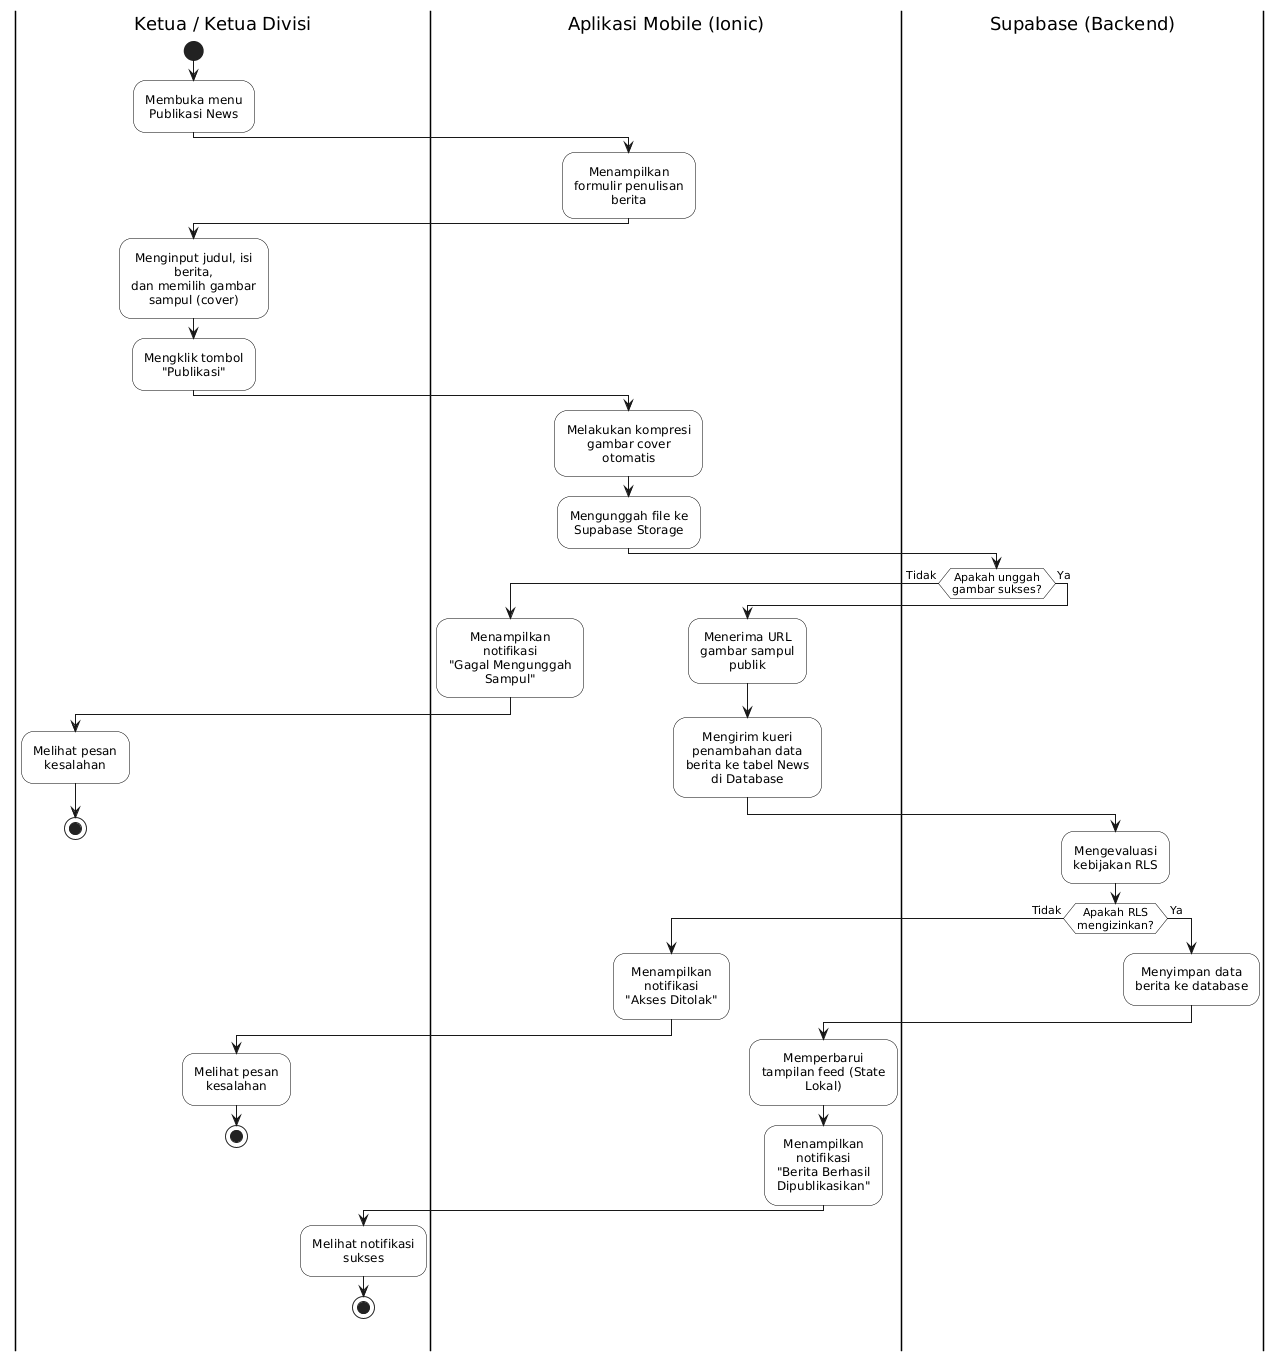 Ketua / Ketua Divisi
Aplikasi Mobile (Ionic)
Supabase (Backend)
Membuka menu
Publikasi News
Menampilkan
formulir penulisan
berita
Menginput judul, isi
berita,
dan memilih gambar
sampul (cover)
Mengklik tombol
"Publikasi"
Melakukan kompresi
gambar cover
otomatis
Mengunggah file ke
Supabase Storage
Tidak
Apakah unggah
gambar sukses?
Ya
Menampilkan
notifikasi
"Gagal Mengunggah
Sampul"
Menerima URL
gambar sampul
publik
Melihat pesan
kesalahan
Mengirim kueri
penambahan data
berita ke tabel News
di Database
Mengevaluasi
kebijakan RLS
Tidak
Apakah RLS
mengizinkan?
Ya
Menampilkan
notifikasi
"Akses Ditolak"
Menyimpan data
berita ke database
Melihat pesan
kesalahan
Memperbarui
tampilan feed (State
Lokal)
Menampilkan
notifikasi
"Berita Berhasil
Dipublikasikan"
Melihat notifikasi
sukses